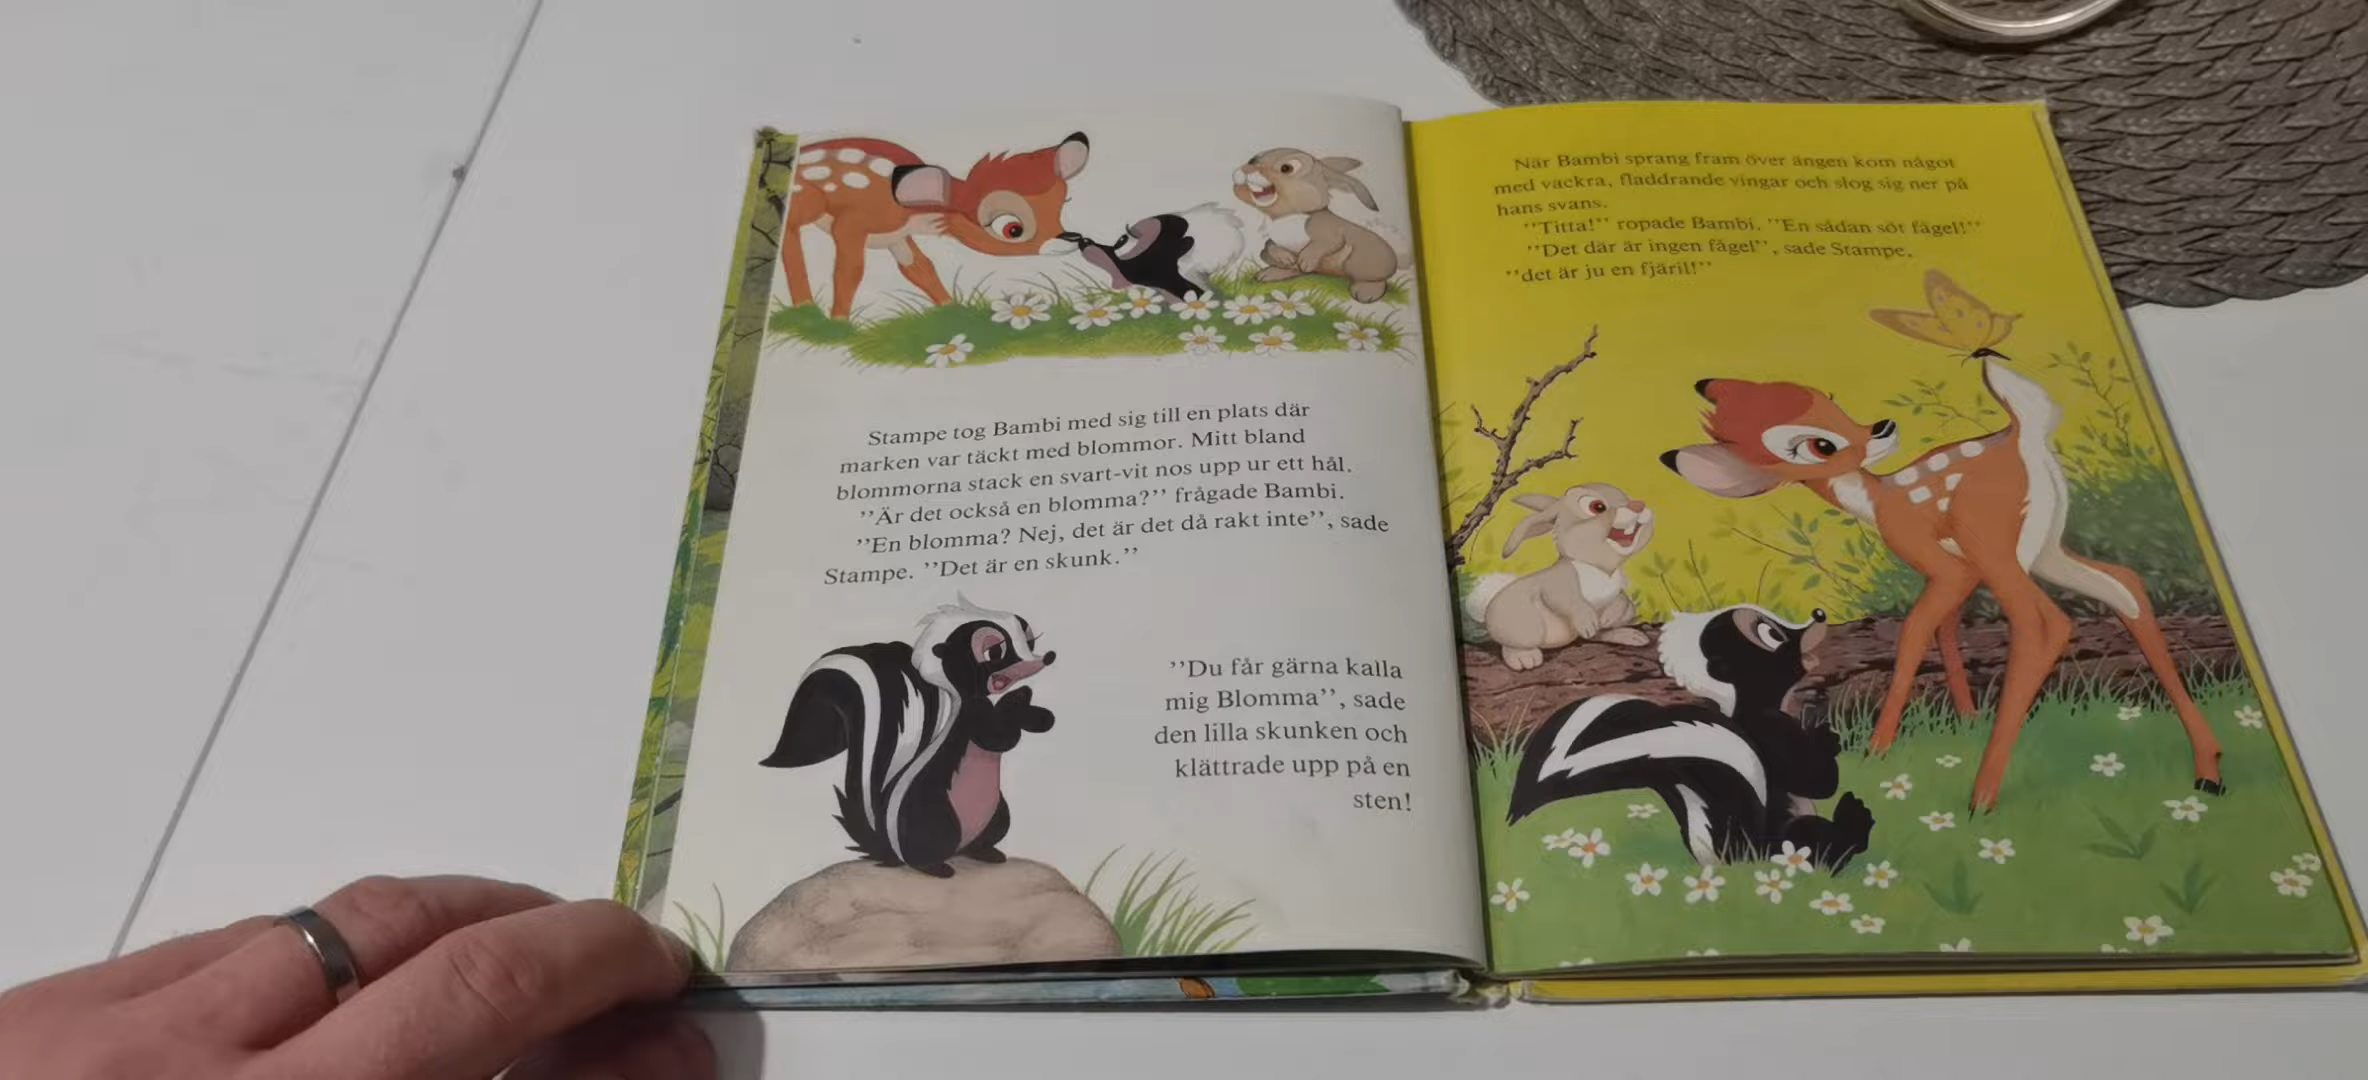 Stampe tog Bambi med sig till en plats där
marken var täckt med blommor. Mitt bland
blommorna stack en svart-vit nos upp ur ett hål.
”Är det också en blomma?” frågade Bambi.
”En blomma? Nej, det är det då rakt inte”, sade
Stampe. ”Det är en skunk.”
”Du får gärna kalla
mig Blomma”, sade
den lilla skunken och
klättrade upp på en
sten!
När Bambi sprang fram över ängen kom något
med vackra, fladdrande vingar och slog sig ner på
hans svans.
”Titta!” ropade Bambi. ”En sådan söt fågel!”
”Det där är ingen fågel”, sade Stampe,
”det är ju en fjäril!”